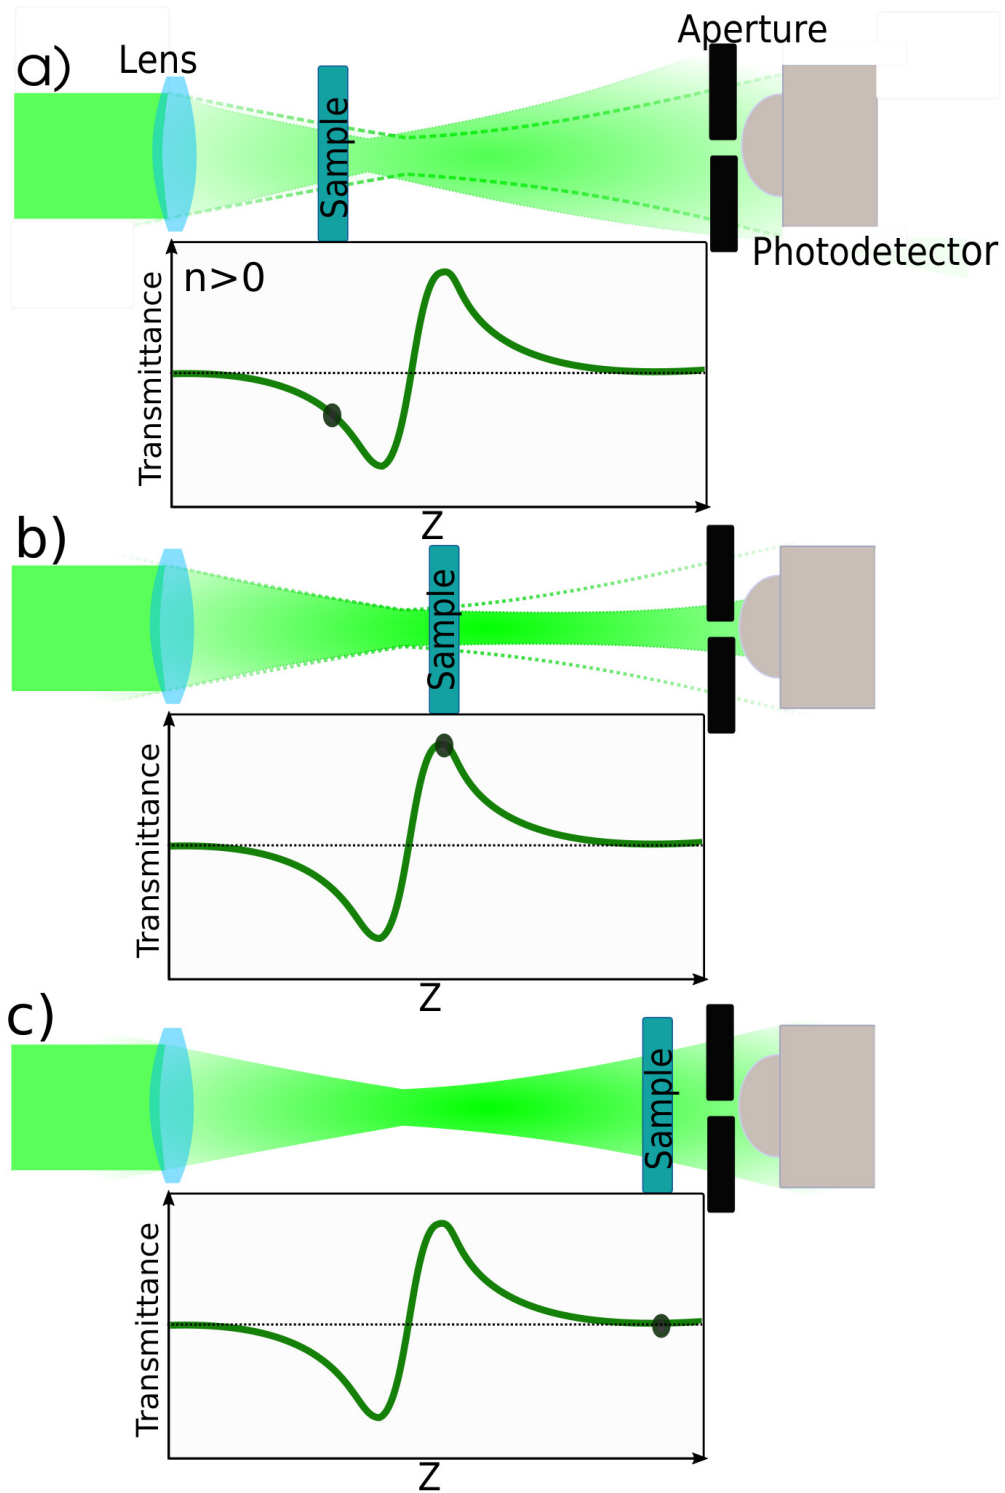 a)
Lens
Aperture
Sample
Photodetector
n>0
Transmittance
Z
b)
Sample
Transmittance
Z
c)
Sample
Transmittance
Z